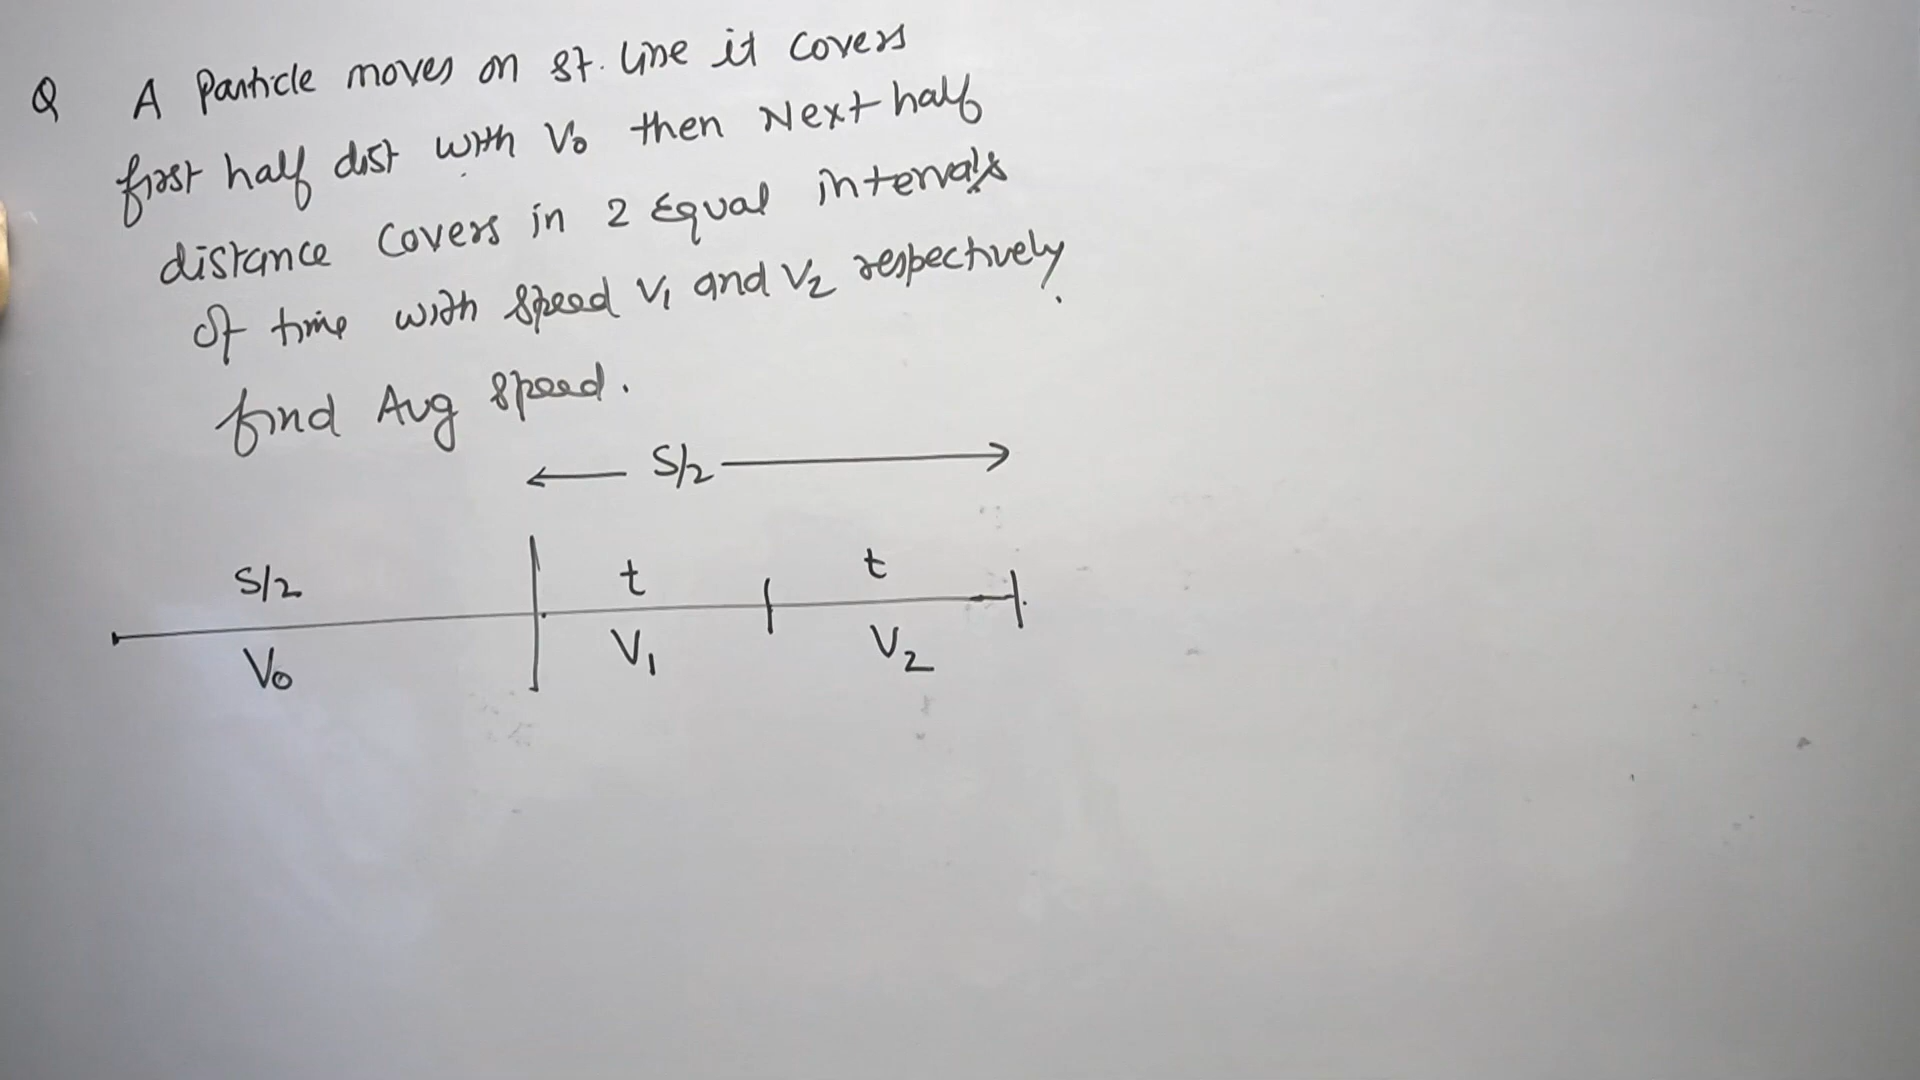 Q A Particle moves on st. line it covers
first half dist with V₀ then Next half
distance Covers in 2 Equal intervals
Of time with speed V₁ and V₂ respectively.
find Avg speed.
S/2
S/2 t t
V₀ V₁ V₂